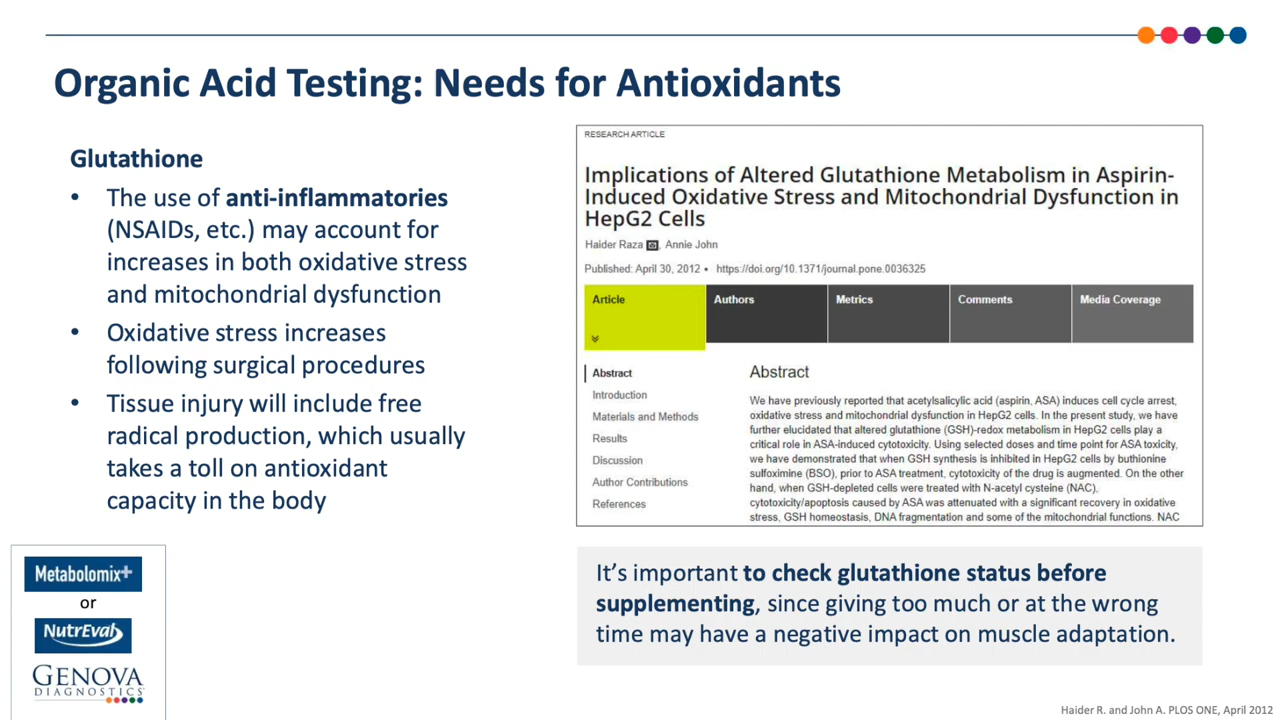 Organic Acid Testing: Needs for Antioxidants
Glutathione
• The use of anti-inflammatories
(NSAIDs, etc.) may account for
increases in both oxidative stress
and mitochondrial dysfunction
• Oxidative stress increases
following surgical procedures
• Tissue injury will include free
radical production, which usually
takes a toll on antioxidant
capacity in the body
RESEARCH ARTICLE
Implications of Altered Glutathione Metabolism in Aspirin-
Induced Oxidative Stress and Mitochondrial Dysfunction in
HepG2 Cells
Haider Raza, Annie John
Published: April 30, 2012 • https://doi.org/10.1371/journal.pone.0036325
Article Authors Metrics Comments Media Coverage
Abstract
Introduction
Materials and Methods
Results
Discussion
Author Contributions
References
Abstract
We have previously reported that acetylsalicylic acid (aspirin, ASA) induces cell cycle arrest,
oxidative stress and mitochondrial dysfunction in HepG2 cells. In the present study, we have
further elucidated that altered glutathione (GSH)-redox metabolism in HepG2 cells play a
critical role in ASA-induced cytotoxicity. Using selected doses and time point for ASA toxicity,
we have demonstrated that when GSH synthesis is inhibited in HepG2 cells by buthionine
sulfoximine (BSO), prior to ASA treatment, cytotoxicity of the drug is augmented. On the other
hand, when GSH-depleted cells were treated with N-acetyl cysteine (NAC),
cytotoxicity/apoptosis caused by ASA was attenuated with a significant recovery in oxidative
stress, GSH homeostasis, DNA fragmentation and some of the mitochondrial functions. NAC
It's important to check glutathione status before
supplementing, since giving too much or at the wrong
time may have a negative impact on muscle adaptation.
Metabolomix+
or
NutrEval
GENOVA
DIAGNOSTICS
Haider R. and John A. PLOS ONE, April 2012